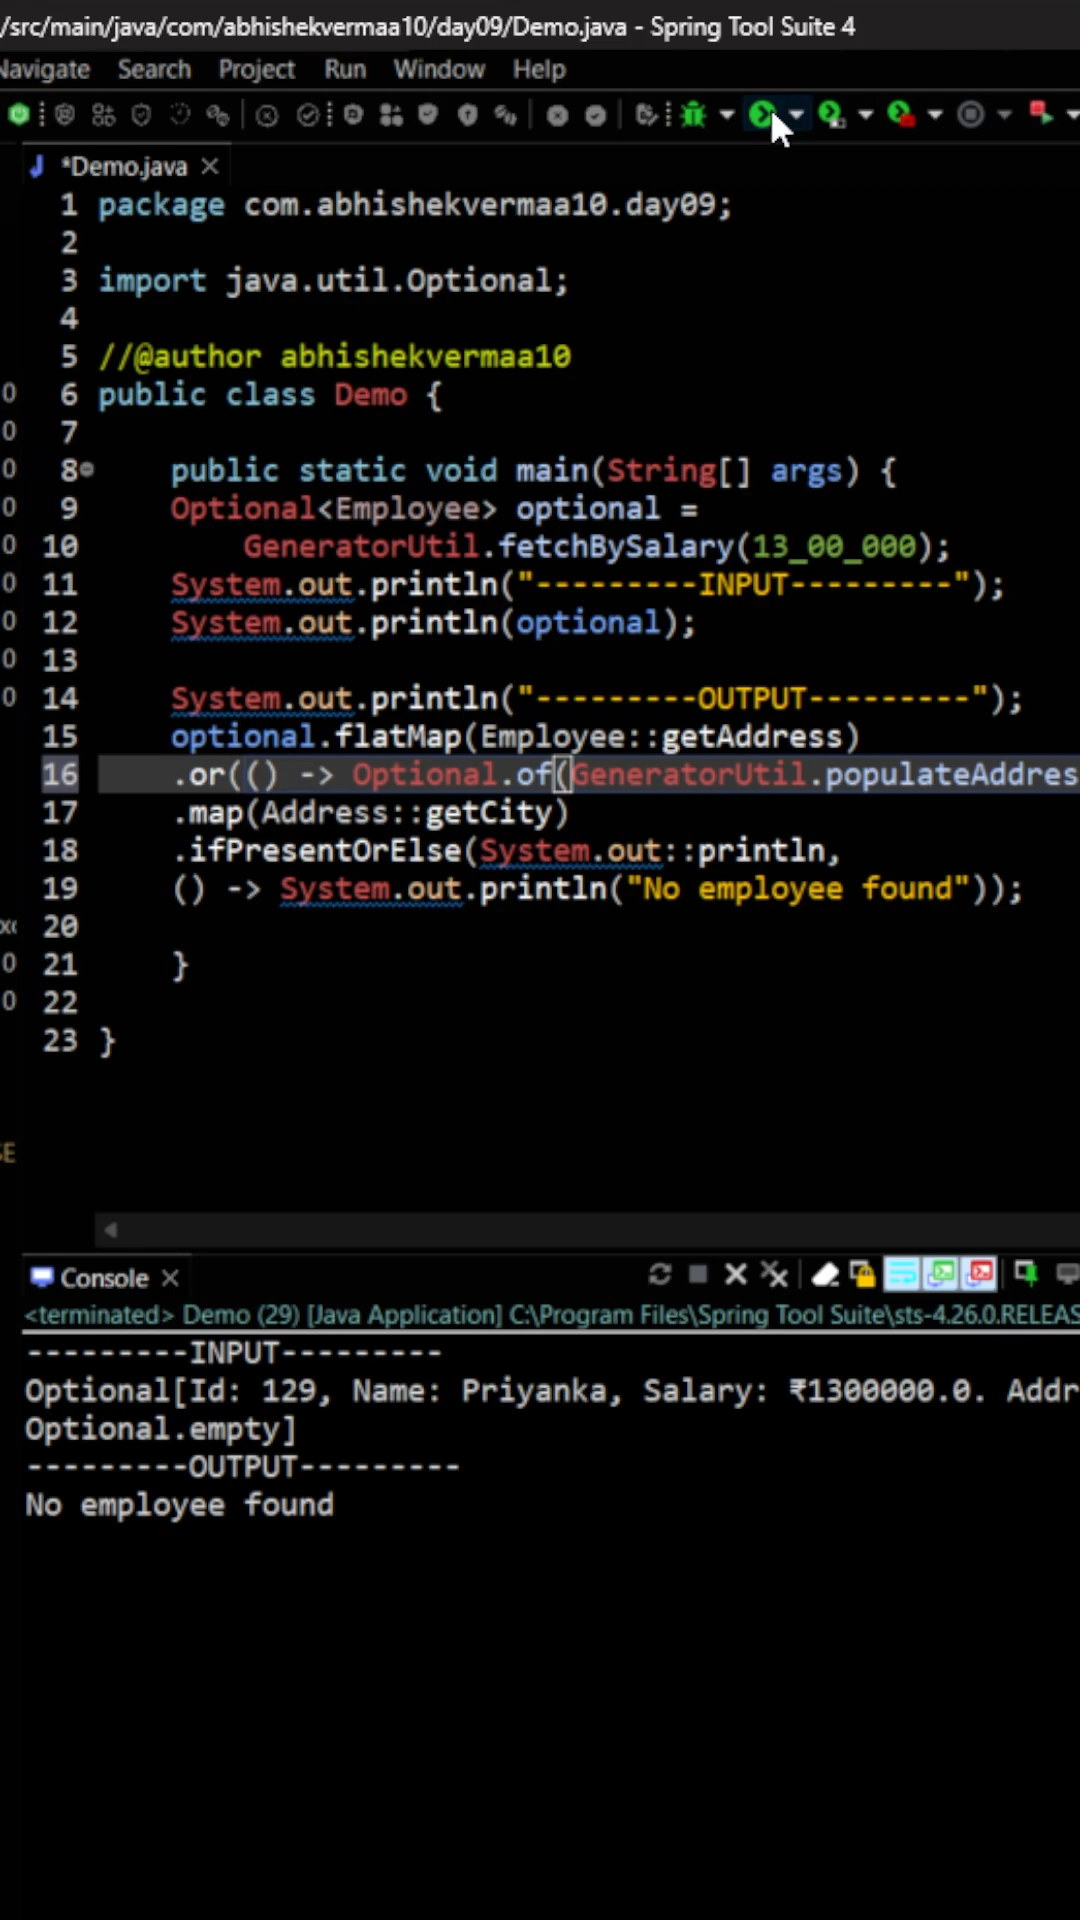 /src/main/java/com/abhishekvermaa10/day09/Demo.java - Spring Tool Suite 4
Navigate Search Project Run Window Help
*Demo.java
1 package com.abhishekvermaa10.day09;
2
3 import java.util.Optional;
4
5 //@author abhishekvermaa10
6 public class Demo {
7
8 public static void main(String[] args) {
9 Optional<Employee> optional =
10 GeneratorUtil.fetchBySalary(13_00_000);
11 System.out.println("---------INPUT---------");
12 System.out.println(optional);
13
14 System.out.println("---------OUTPUT---------");
15 optional.flatMap(Employee::getAddress)
16 .or(() -> Optional.of(GeneratorUtil.populateAddres
17 .map(Address::getCity)
18 .ifPresentOrElse(System.out::println,
19 () -> System.out.println("No employee found"));
20
21 }
22
23 }
Console
<terminated> Demo (29) [Java Application] C:\Program Files\Spring Tool Suite\sts-4.26.0.RELEAS
---------INPUT---------
Optional[Id: 129, Name: Priyanka, Salary: ₹1300000.0. Addr
Optional.empty]
---------OUTPUT---------
No employee found